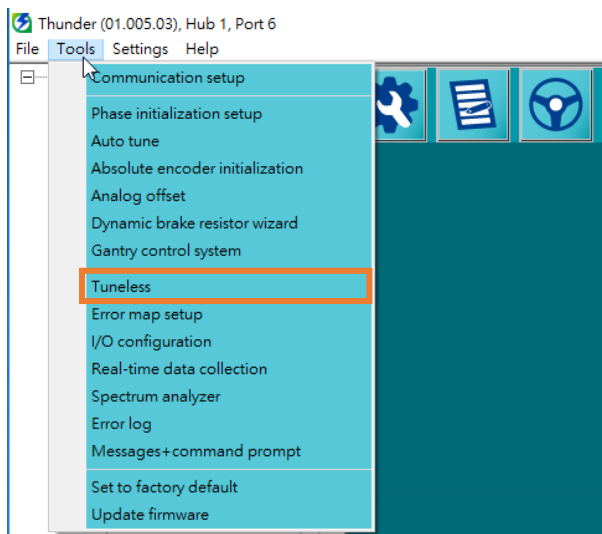 Thunder (01.005.03), Hub 1, Port 6
File Tools Settings Help
Communication setup
Phase initialization setup
Auto tune
Absolute encoder initialization
Analog offset
Dynamic brake resistor wizard
Gantry control system
Tuneless
Error map setup
I/O configuration
Real-time data collection
Spectrum analyzer
Error log
Messages+command prompt
Set to factory default
Update firmware